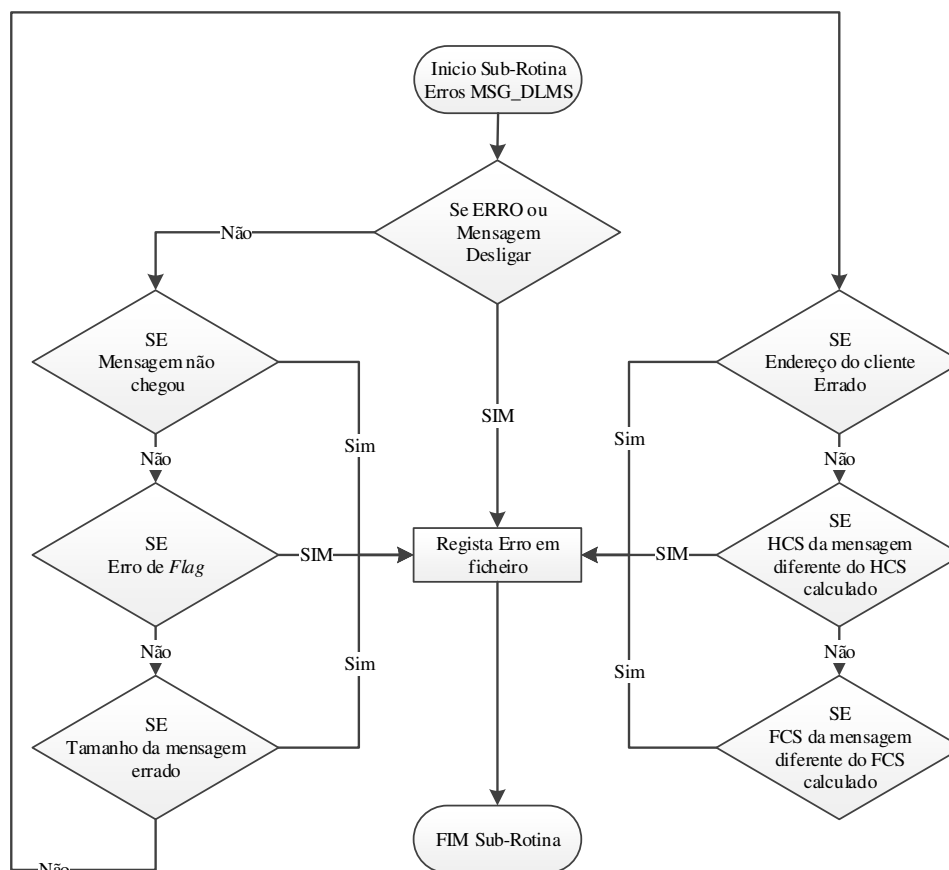 Inicio Sub-Rotina
Erros MSG_DLMS
Se ERRO ou
Mensagem
Desligar
Não
SIM
SE
Mensagem não
chegou
Sim
Não
SE
Erro de Flag
SIM
Não
SE
Tamanho da mensagem
errado
Sim
Não
Regista Erro em
ficheiro
FIM Sub-Rotina
SE
Endereço do cliente
Errado
Sim
Não
SE
HCS da mensagem
diferente do HCS
calculado
SIM
Não
SE
FCS da mensagem
diferente do FCS
calculado
Sim